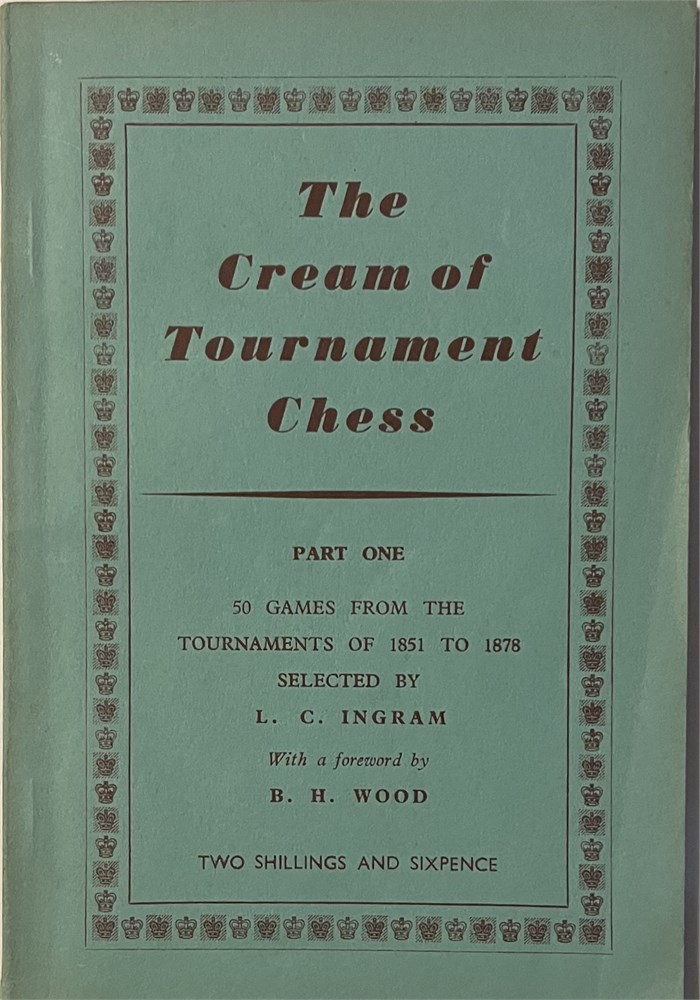 The
Cream of
Tournament
Chess
PART ONE
50 GAMES FROM THE
TOURNAMENTS OF 1851 TO 1878
SELECTED BY
L. C. INGRAM
With a foreword by
B. H. WOOD
TWO SHILLINGS AND SIXPENCE